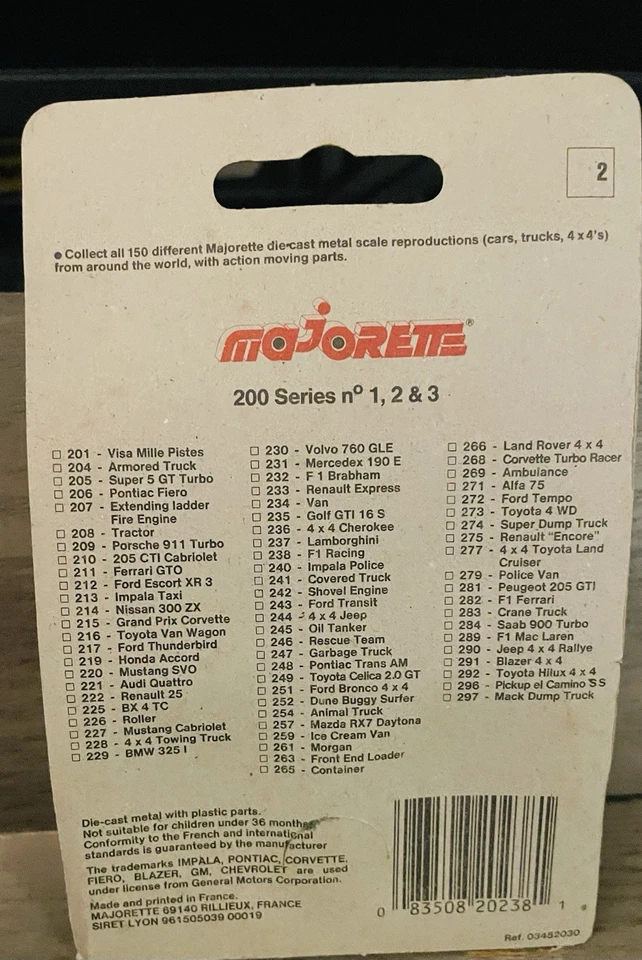 2
● Collect all 150 different Majorette die-cast metal scale reproductions (cars, trucks, 4 x 4's)
from around the world, with action moving parts.
majORETTE®
200 Series nº 1, 2 & 3
201 - Visa Mille Pistes
204 - Armored Truck
205 - Super 5 GT Turbo
206 - Pontiac Fiero
207 - Extending ladder
Fire Engine
208 - Tractor
209 - Porsche 911 Turbo
210 - 205 CTI Cabriolet
211 - Ferrari GTO
212 - Ford Escort XR 3
213 - Impala Taxi
214 - Nissan 300 ZX
215 - Grand Prix Corvette
216 - Toyota Van Wagon
217 - Ford Thunderbird
219 - Honda Accord
220 - Mustang SVO
221 - Audi Quattro
222 - Renault 25
225 - BX 4 TC
226 - Roller
227 - Mustang Cabriolet
228 - 4 x 4 Towing Truck
229 - BMW 325 I
230 - Volvo 760 GLE
231 - Mercedex 190 E
232 - F 1 Brabham
233 - Renault Express
234 - Van
235 - Golf GTI 16 S
236 - 4 x 4 Cherokee
237 - Lamborghini
238 - F1 Racing
240 - Impala Police
241 - Covered Truck
242 - Shovel Engine
243 - Ford Transit
244 - 4 x 4 Jeep
245 - Oil Tanker
246 - Rescue Team
247 - Garbage Truck
248 - Pontiac Trans AM
249 - Toyota Celica 2.0 GT
251 - Ford Bronco 4 x 4
252 - Dune Buggy Surfer
254 - Animal Truck
257 - Mazda RX7 Daytona
259 - Ice Cream Van
261 - Morgan
263 - Front End Loader
265 - Container
266 - Land Rover 4 x 4
268 - Corvette Turbo Racer
269 - Ambulance
271 - Alfa 75
272 - Ford Tempo
273 - Toyota 4 WD
274 - Super Dump Truck
275 - Renault "Encore"
277 - 4 x 4 Toyota Land
Cruiser
279 - Police Van
281 - Peugeot 205 GTI
282 - F1 Ferrari
283 - Crane Truck
284 - Saab 900 Turbo
289 - F1 Mac Laren
290 - Jeep 4 x 4 Rallye
291 - Blazer 4 x 4
292 - Toyota Hilux 4 x 4
296 - Pickup el Camino SS
297 - Mack Dump Truck
Die-cast metal with plastic parts.
Not suitable for children under 36 months
Conformity to the French and international
standards is guaranteed by the manufacturer
The trademarks IMPALA, PONTIAC, CORVETTE,
FIERO, BLAZER, GM, CHEVROLET are used
under license from General Motors Corporation.
Made and printed in France.
MAJORETTE 69140 RILLIEUX, FRANCE
SIRET LYON 961505039 00019
0 83508 20238 1
Ref. 03452030